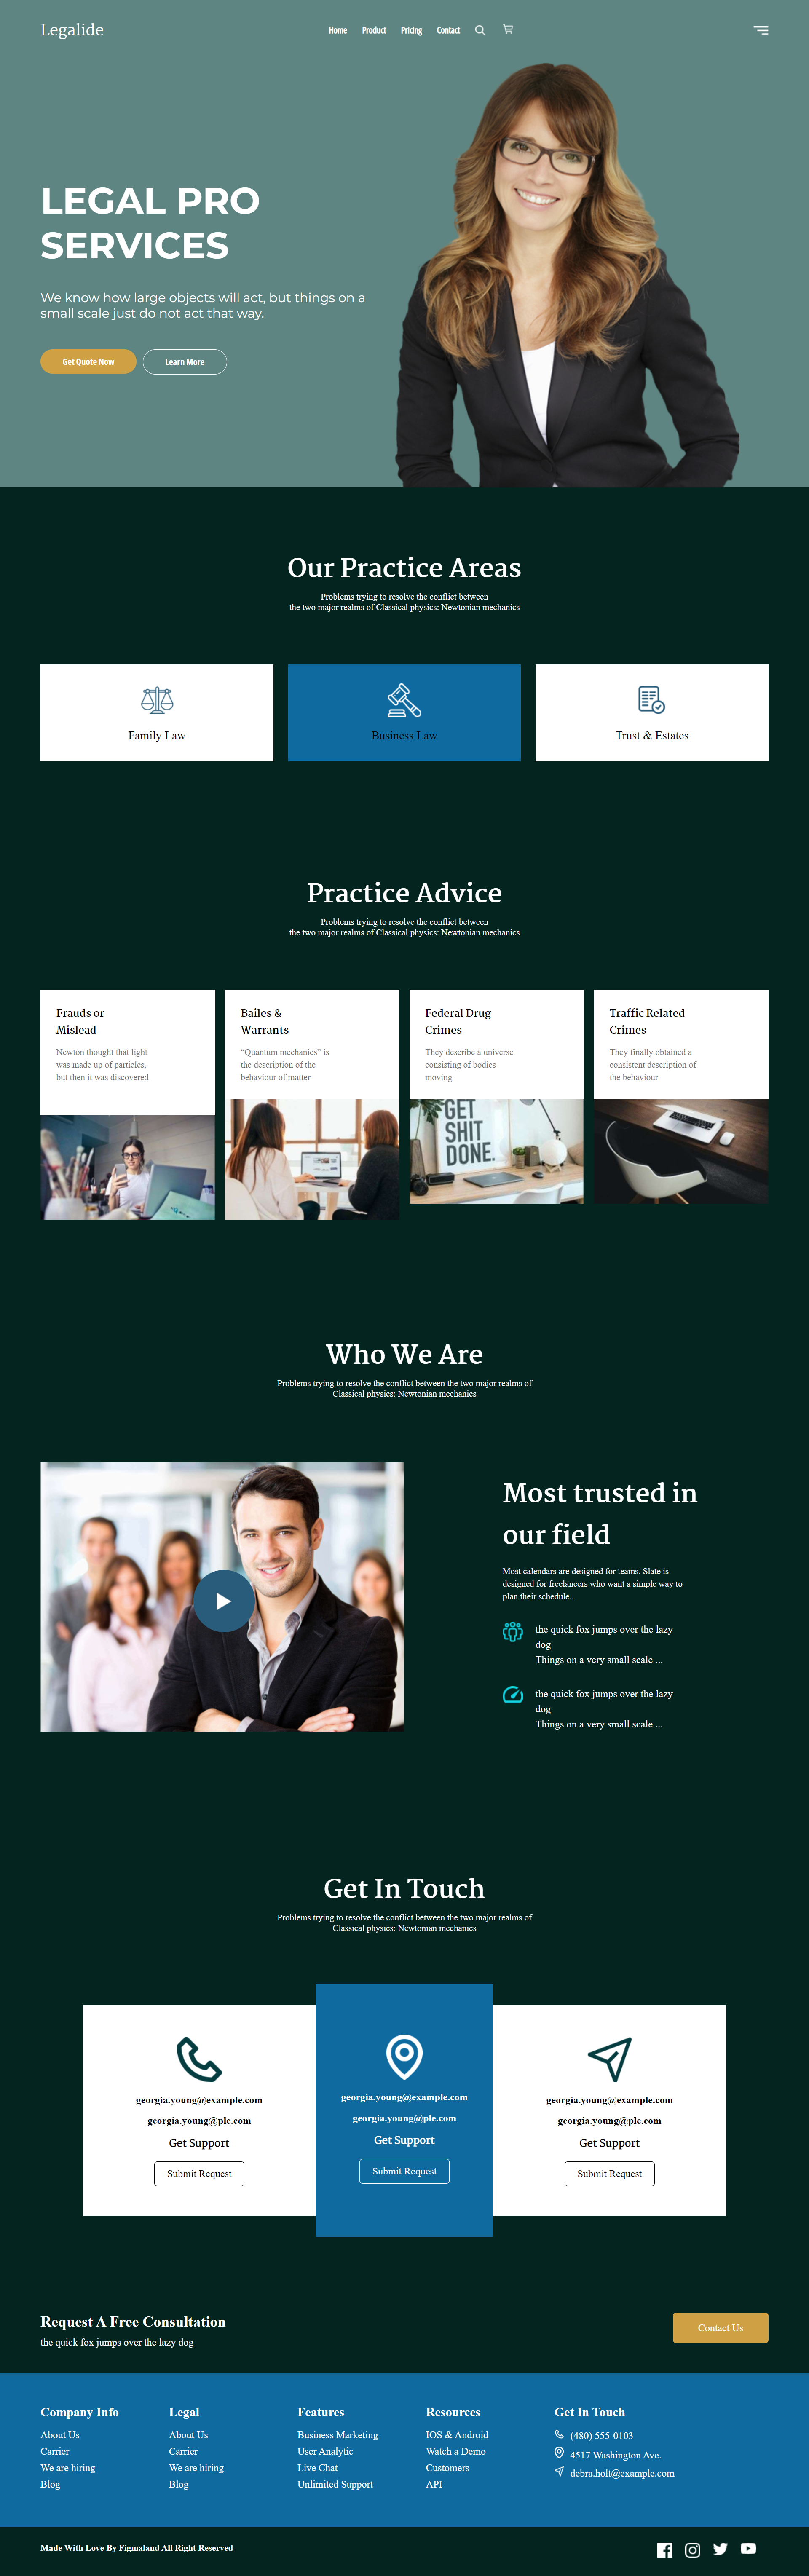 Legalide
Home Product Pricing Contact
LEGAL PRO
SERVICES
We know how large objects will act, but things on a
small scale just do not act that way.
Get Quote Now
Learn More
Our Practice Areas
Problems trying to resolve the conflict between
the two major realms of Classical physics: Newtonian mechanics
Family Law
Business Law
Trust & Estates
Practice Advice
Problems trying to resolve the conflict between
the two major realms of Classical physics: Newtonian mechanics
Frauds or
Mislead
Newton thought that light
was made up of particles,
but then it was discovered
Bailes &
Warrants
“Quantum mechanics” is
the description of the
behaviour of matter
Federal Drug
Crimes
They describe a universe
consisting of bodies
moving
GET
SHIT
DONE.
Traffic Related
Crimes
They finally obtained a
consistent description of
the behaviour
Who We Are
Problems trying to resolve the conflict between the two major realms of
Classical physics: Newtonian mechanics
Most trusted in
our field
Most calendars are designed for teams. Slate is
designed for freelancers who want a simple way to
plan their schedule..
the quick fox jumps over the lazy
dog
Things on a very small scale ...
the quick fox jumps over the lazy
dog
Things on a very small scale ...
Get In Touch
Problems trying to resolve the conflict between the two major realms of
Classical physics: Newtonian mechanics
georgia.young@example.com
georgia.young@ple.com
Get Support
Submit Request
georgia.young@example.com
georgia.young@ple.com
Get Support
Submit Request
georgia.young@example.com
georgia.young@ple.com
Get Support
Submit Request
Request A Free Consultation
the quick fox jumps over the lazy dog
Contact Us
Company Info
About Us
Carrier
We are hiring
Blog
Legal
About Us
Carrier
We are hiring
Blog
Features
Business Marketing
User Analytic
Live Chat
Unlimited Support
Resources
IOS & Android
Watch a Demo
Customers
API
Get In Touch
(480) 555-0103
4517 Washington Ave.
debra.holt@example.com
Made With Love By Figmaland All Right Reserved